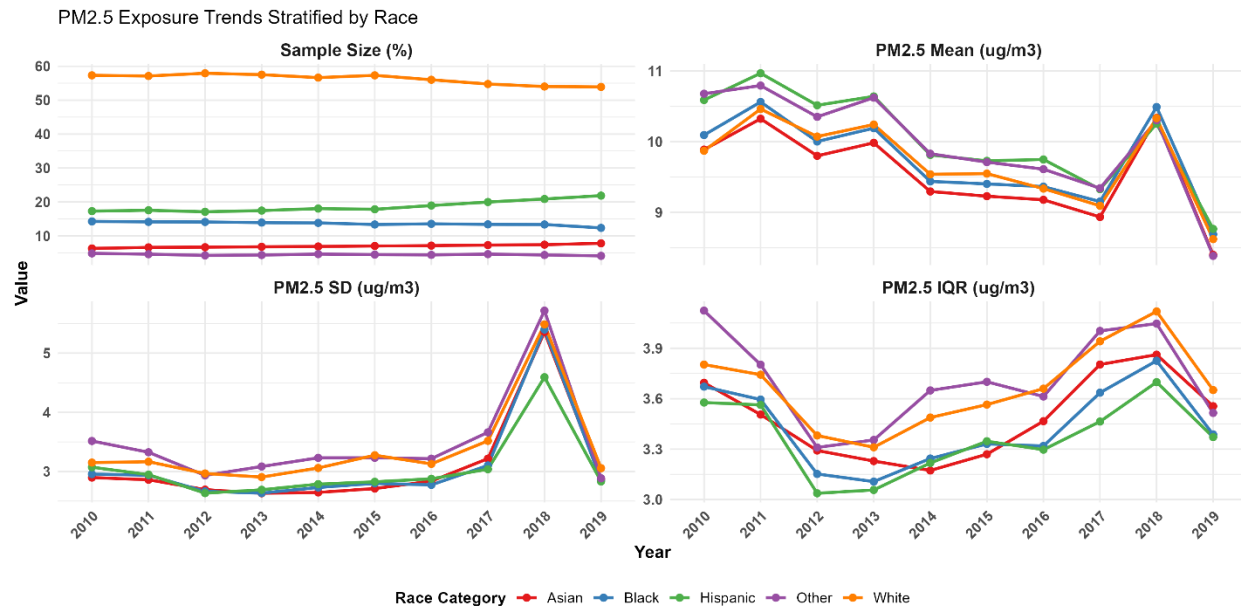 PM2.5 Exposure Trends Stratified by Race
Sample Size (%)
PM2.5 Mean (ug/m3)
60
50
40
30
20
10
11
10
9
Value
PM2.5 SD (ug/m3)
PM2.5 IQR (ug/m3)
5
4
3
3.9
3.6
3.3
3.0
2010 2011 2012 2013 2014 2015 2016 2017 2018 2019
2010 2011 2012 2013 2014 2015 2016 2017 2018 2019
Year
Race Category Asian Black Hispanic Other White